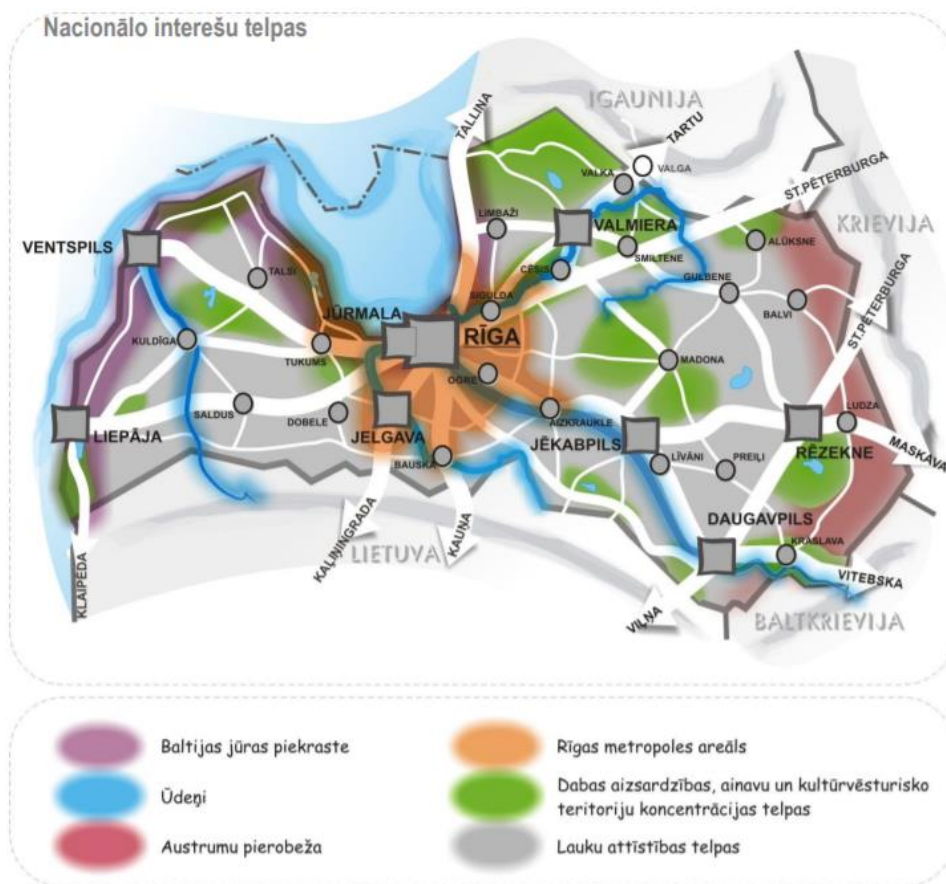 Nacionālo interešu telpas
IGAUNIJA
TALLINA
TARTU
VALKA
VALGA
ST.PĒTERBURGA
KRIEVIJA
LIMBAŽI
VALMIERA
VENTSPILS
SMILTENE
ALŪKSNE
TALSI
CĒSIS
GULBENE
SIGULDA
BALVI
ST.PĒTERBURGA
JŪRMALA
RĪGA
KULDĪGA
TUKUMS
MADONA
OGRE
SALDUS
DOBELE
AIZKRAUKLE
LUDZA
LIEPĀJA
JELGAVA
JĒKABPILS
RĒZEKNE
MASKAVA
BAUSKA
LĪVĀNI
PREIĻI
DAUGAVPILS
KRASLAVA
KAĻIŅINGRADA
LIETUVA
KAUŅA
KLAIPĒDA
VITEBSKA
VIĻŅA
BALTKRIEVIJA
Baltijas jūras piekraste
Ūdeņi
Austrumu pierobeža
Rīgas metropoles areāls
Dabas aizsardzības, ainavu un kultūrvēsturisko
teritoriju koncentrācijas telpas
Lauku attīstības telpas